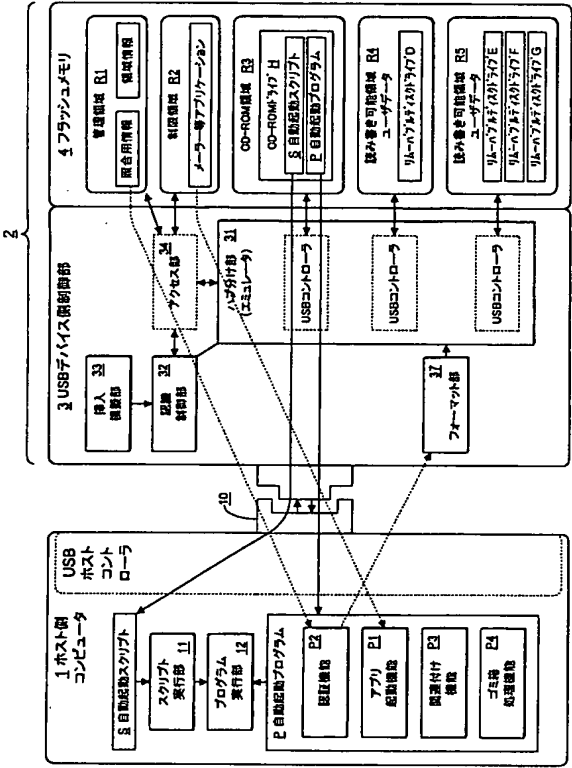 2
1 ホスト側
コンピュータ
USB
ホスト
コント
ローラ
S 自動起動スクリプト
スクリプト
実行部
11
プログラム
実行部
12
P 自動起動プログラム
認証機能
P2
アプリ
起動機能
P1
関連付け
機能
P3
ゴミ箱
処理機能
P4
10
3 USBデバイス側制御部
挿入
模擬部
33
認識
制御部
32
アクセス部
34
ハブ分け部
(エミュレータ)
31
USBコントローラ
USBコントローラ
USBコントローラ
フォーマット部
37
4 フラッシュメモリ
管理領域 R1
照合用情報
領域情報
制限領域 R2
メーラー等アプリケーション
CD-ROM領域 R3
CD-ROMドライブ H
S 自動起動スクリプト
P 自動起動プログラム
読み書き可能領域 R4
ユーザデータ
リムーバブルディスクドライブD
読み書き可能領域 R5
ユーザデータ
リムーバブルディスクドライブE
リムーバブルディスクドライブF
リムーバブルディスクドライブG